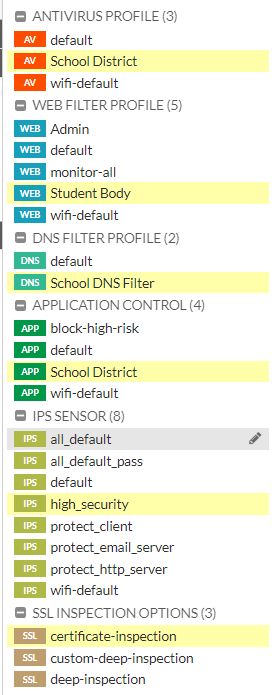 ANTIVIRUS PROFILE (3)
AV default
AV School District
AV wifi-default
WEB FILTER PROFILE (5)
WEB Admin
WEB default
WEB monitor-all
WEB Student Body
WEB wifi-default
DNS FILTER PROFILE (2)
DNS default
DNS School DNS Filter
APPLICATION CONTROL (4)
APP block-high-risk
APP default
APP School District
APP wifi-default
IPS SENSOR (8)
IPS all_default
IPS all_default_pass
IPS default
IPS high_security
IPS protect_client
IPS protect_email_server
IPS protect_http_server
IPS wifi-default
SSL INSPECTION OPTIONS (3)
SSL certificate-inspection
SSL custom-deep-inspection
SSL deep-inspection